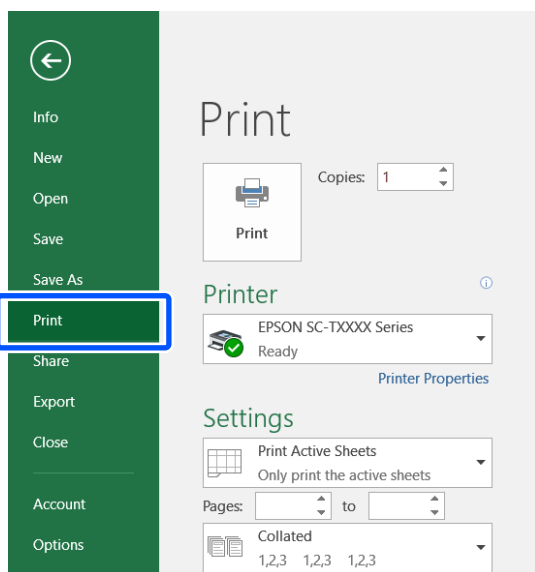 Info
New
Open
Save
Save As
Print
Share
Export
Close
Account
Options
Print
Copies: 1
Print
Printer
EPSON SC-TXXXX Series
Ready
Printer Properties
Settings
Print Active Sheets
Only print the active sheets
Pages: to
Collated
1,2,3 1,2,3 1,2,3